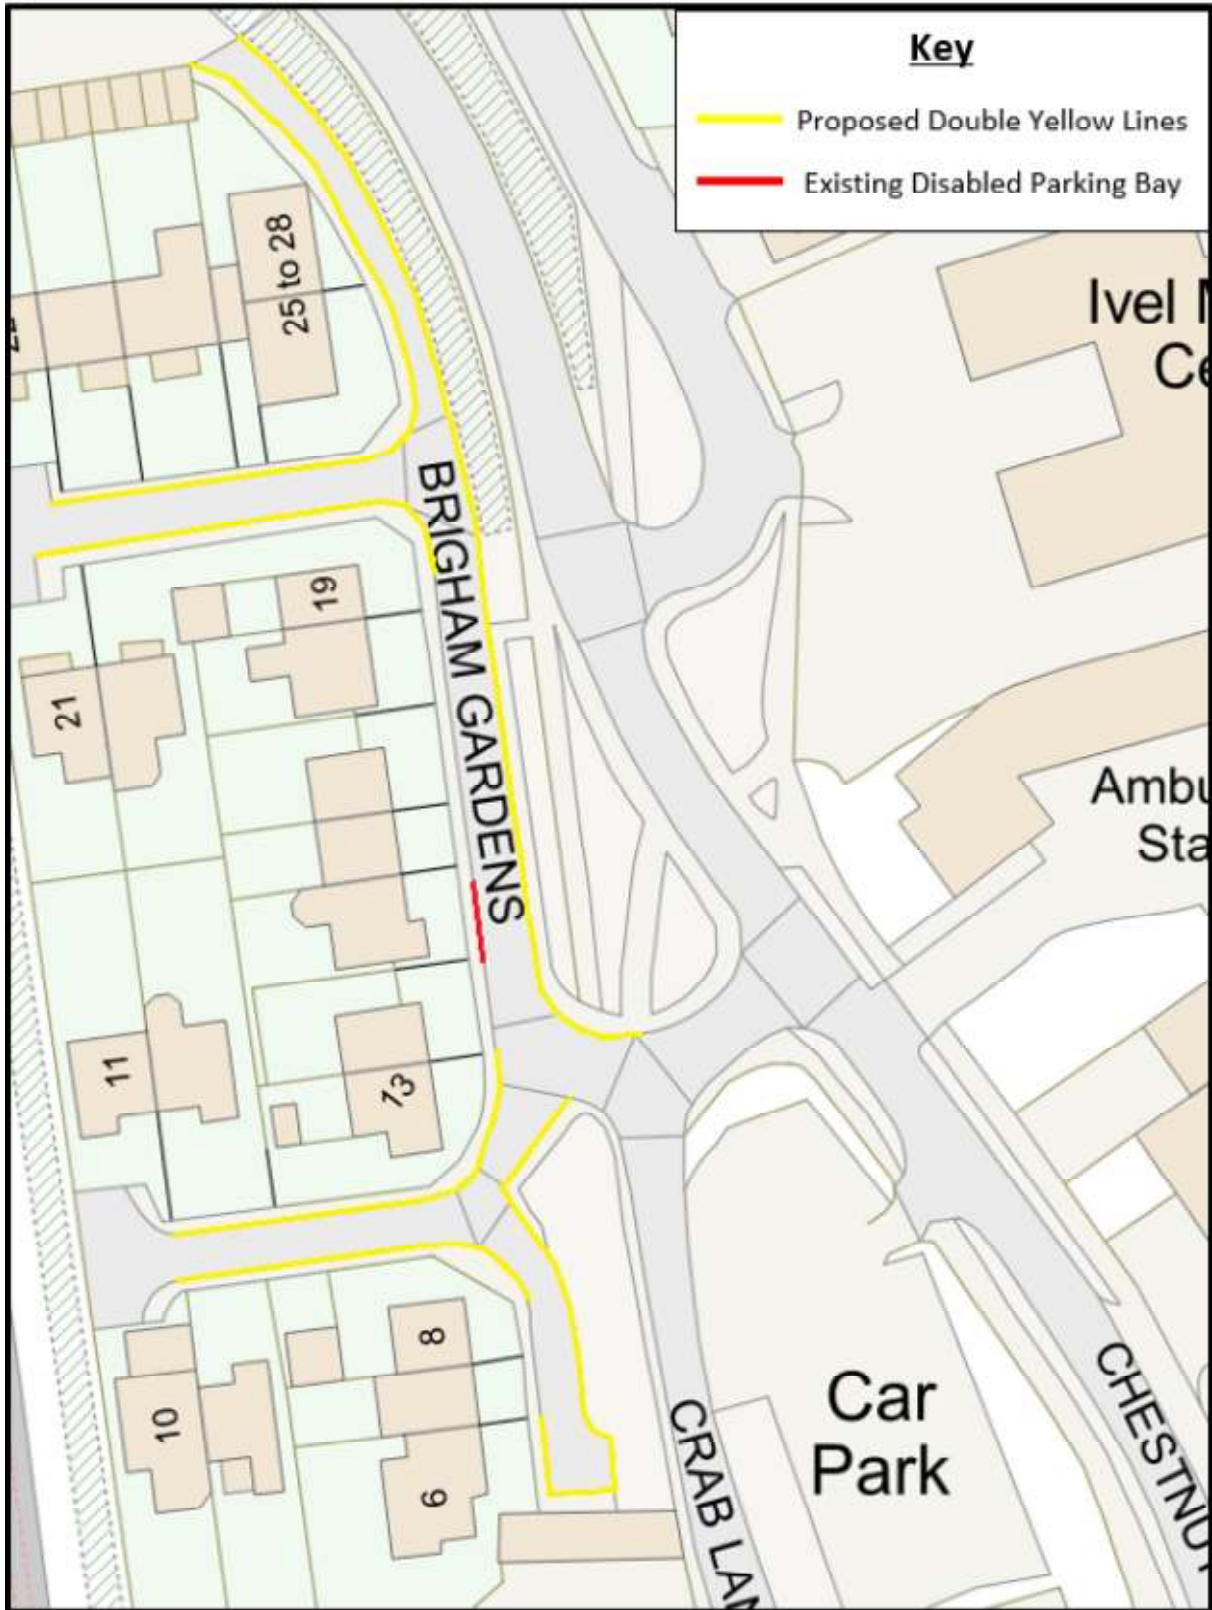 Key
Proposed Double Yellow Lines
Existing Disabled Parking Bay
25 to 28
Ivel
BRIGHAM GARDENS
19
21
Ambu
Sta
11
13
8
10
6
Car
Park
CRAB LAN
CHESTNUT